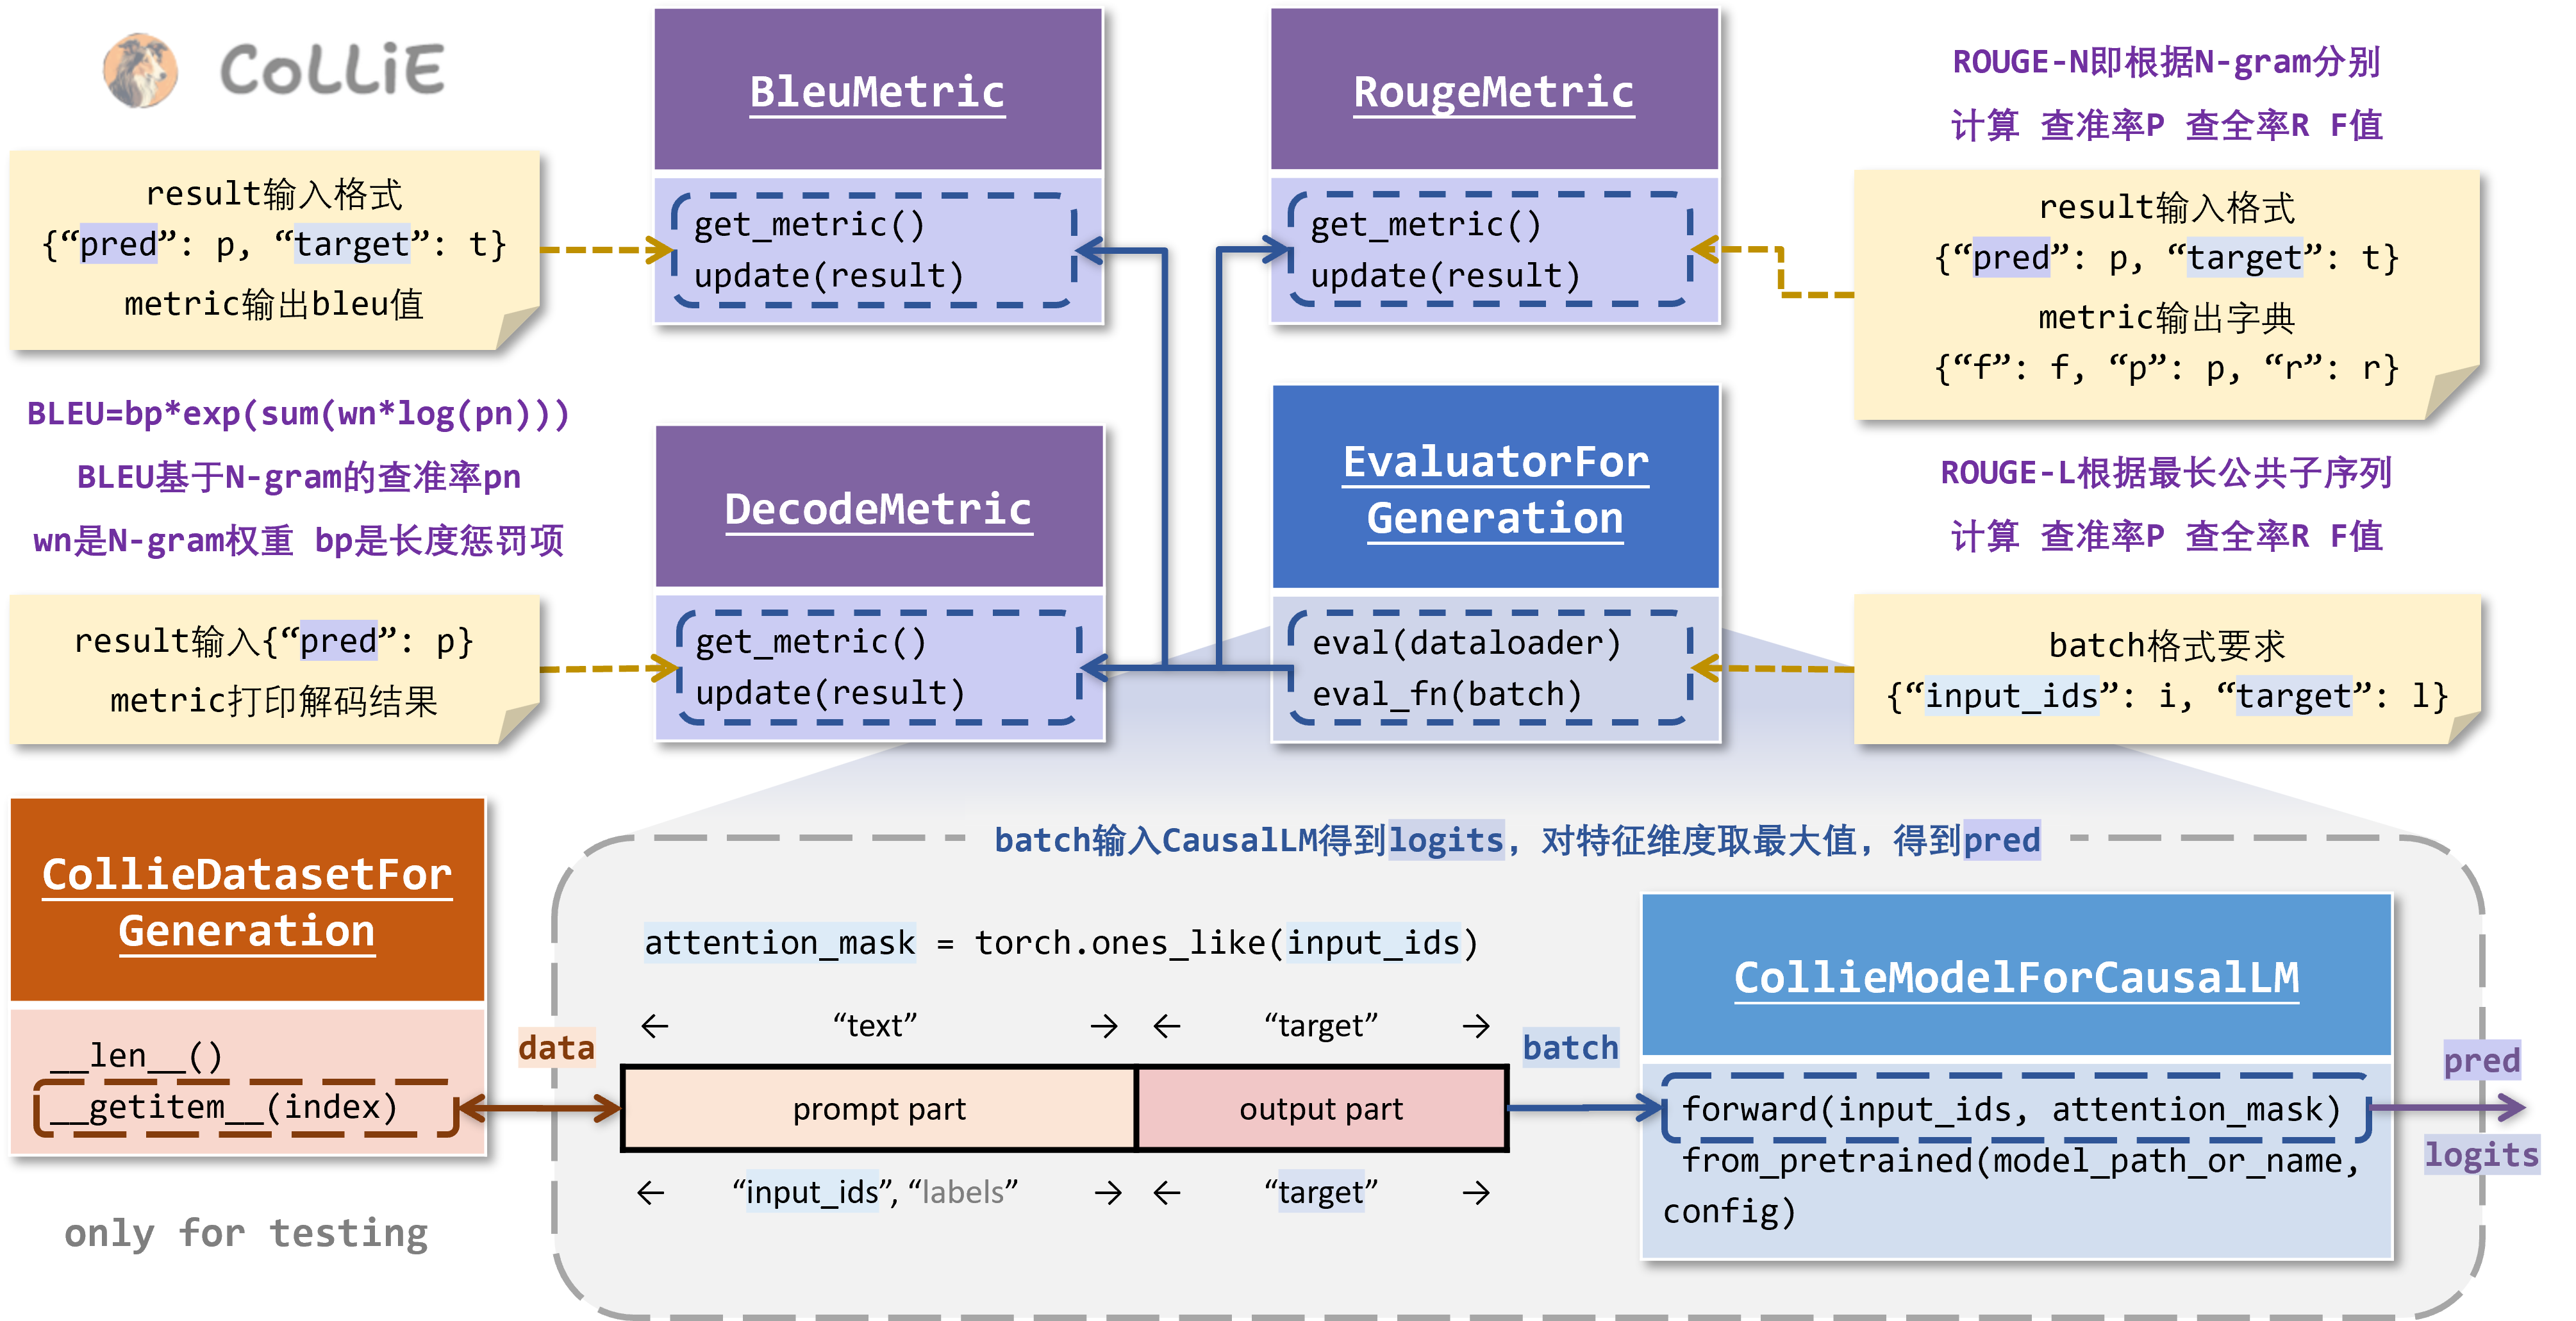 CoLLiE
BleuMetric
get_metric()
update(result)
RougeMetric
get_metric()
update(result)
ROUGE-N即根据N-gram分别
计算 查准率P 查全率R F值
result输入格式
{“pred”: p, “target”: t}
metric输出bleu值
result输入格式
{“pred”: p, “target”: t}
metric输出字典
{“f”: f, “p”: p, “r”: r}
BLEU=bp*exp(sum(wn*log(pn)))
BLEU基于N-gram的查准率pn
wn是N-gram权重 bp是长度惩罚项
DecodeMetric
get_metric()
update(result)
EvaluatorFor
Generation
eval(dataloader)
eval_fn(batch)
ROUGE-L根据最长公共子序列
计算 查准率P 查全率R F值
result输入{“pred”: p}
metric打印解码结果
batch格式要求
{“input_ids”: i, “target”: l}
CollieDatasetFor
Generation
__len__()
__getitem__(index)
only for testing
batch输入CausalLM得到logits，对特征维度取最大值，得到pred
attention_mask = torch.ones_like(input_ids)
← “text” → ← “target” →
data
prompt part
output part
batch
← “input_ids”, “labels” → ← “target” →
CollieModelForCausalLM
forward(input_ids, attention_mask)
from_pretrained(model_path_or_name,
config)
pred
logits